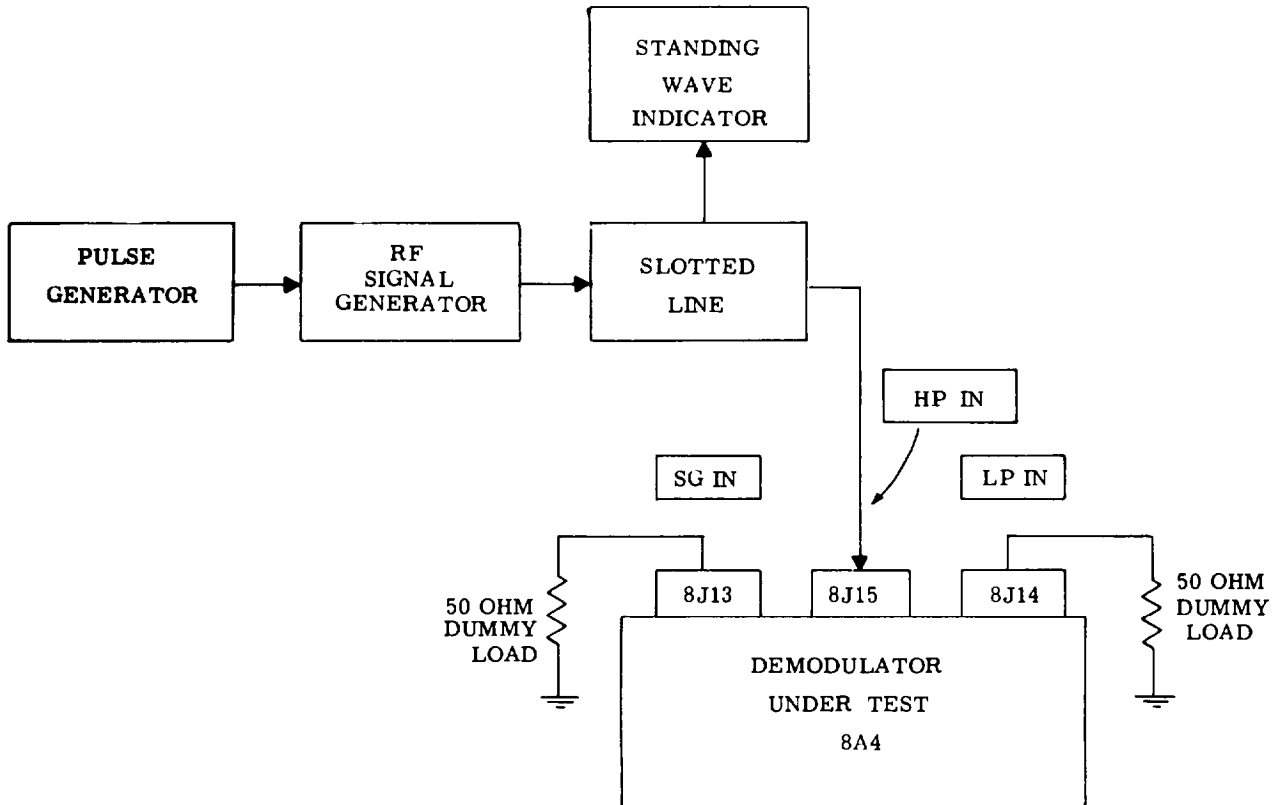 STANDING
WAVE
INDICATOR
PULSE
GENERATOR
RF
SIGNAL
GENERATOR
SLOTTED
LINE
HP IN
SG IN
LP IN
8J13
8J15
8J14
50 OHM
DUMMY
LOAD
50 OHM
DUMMY
LOAD
DEMODULATOR
UNDER TEST
8A4